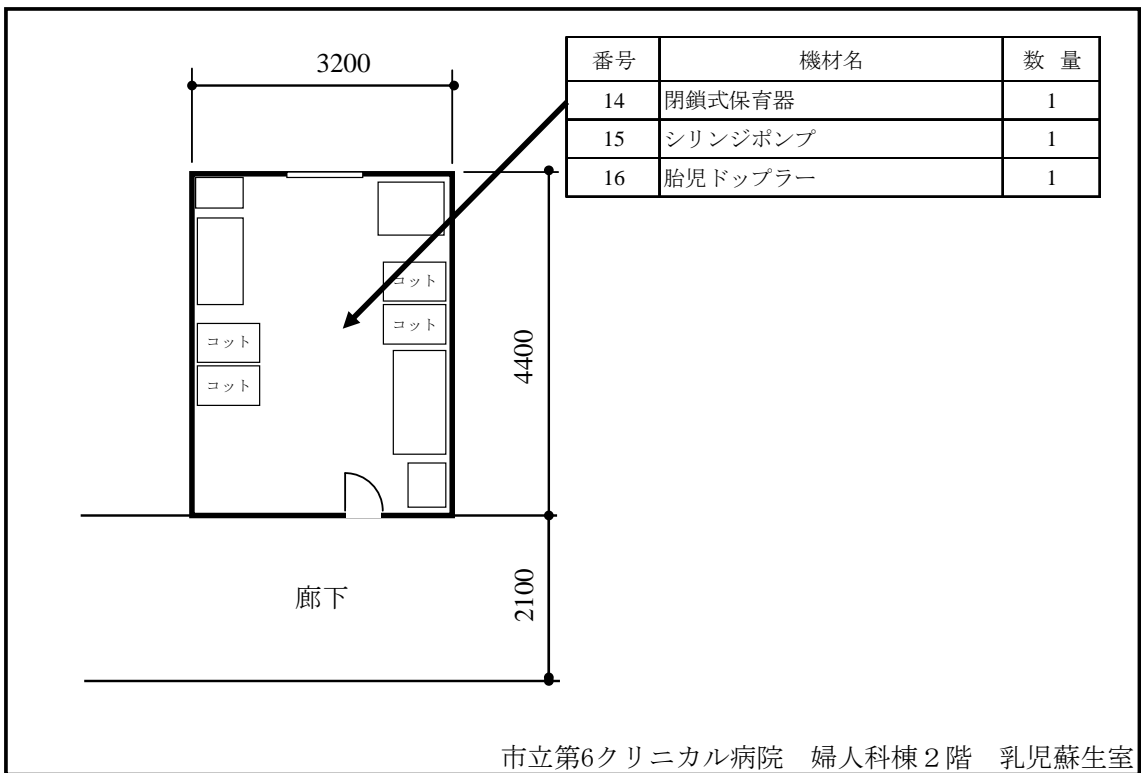 3200
番号 機材名 数 量
14 閉鎖式保育器 1
15 シリンジポンプ 1
16 胎児ドップラー 1
コット
コット
コット
コット
4400
廊下
2100
市立第6クリニカル病院 婦人科棟２階 乳児蘇生室